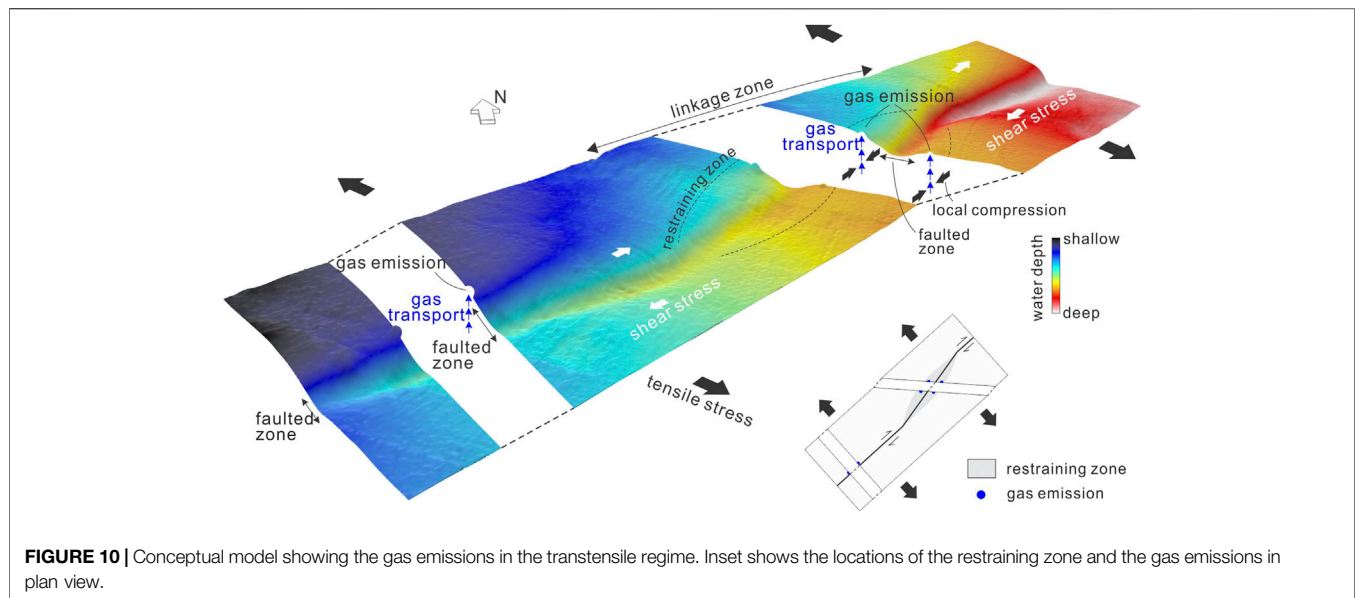 N
linkage zone
gas emission
gas
transport
shear stress
restraining zone
local compression
faulted
zone
shallow
water depth
deep
gas emission
gas
transport
faulted
zone
shear stress
tensile stress
faulted
zone
restraining zone
gas emission
FIGURE 10 | Conceptual model showing the gas emissions in the transtensile regime. Inset shows the locations of the restraining zone and the gas emissions in
plan view.